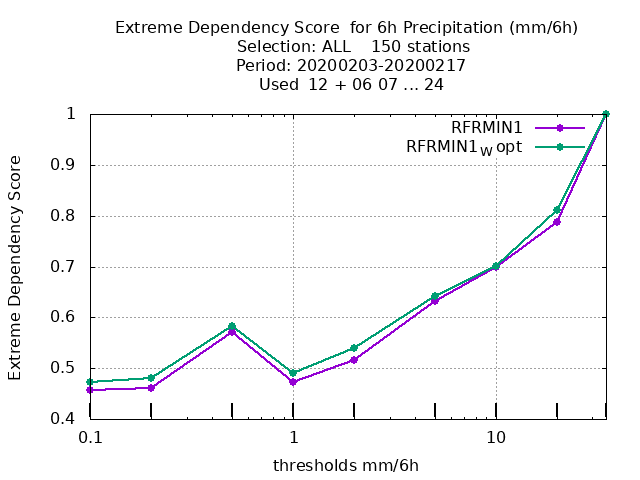 Extreme Dependency Score  for 6h Precipitation (mm/6h)
Selection: ALL    150 stations
Period: 20200203-20200217
Used  12 + 06 07 ... 24
RFRMIN1
RFRMIN1W opt
Extreme Dependency Score
1
0.9
0.8
0.7
0.6
0.5
0.4
0.1
1
10
thresholds mm/6h